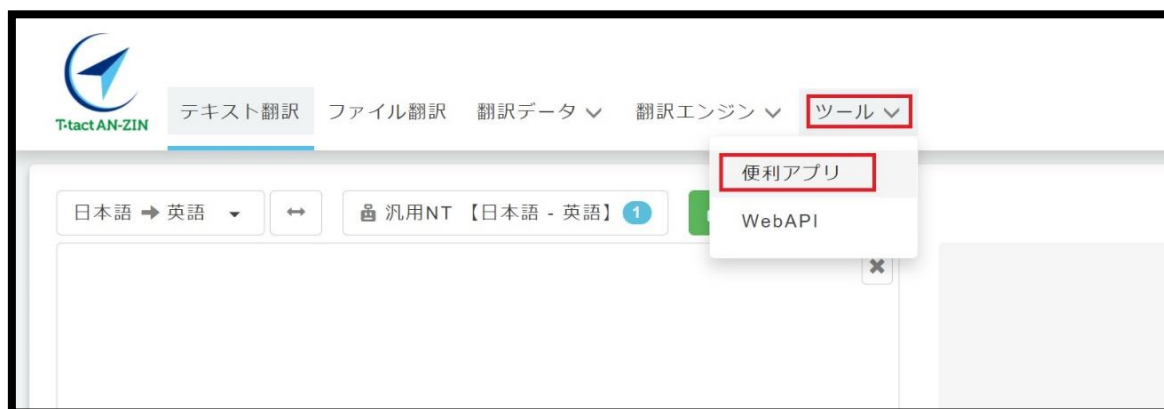 T-tact AN-ZIN
テキスト翻訳 ファイル翻訳 翻訳データ 翻訳エンジン ツール
便利アプリ
WebAPI
日本語 → 英語 ↔ 汎用NT 【日本語 - 英語】 1